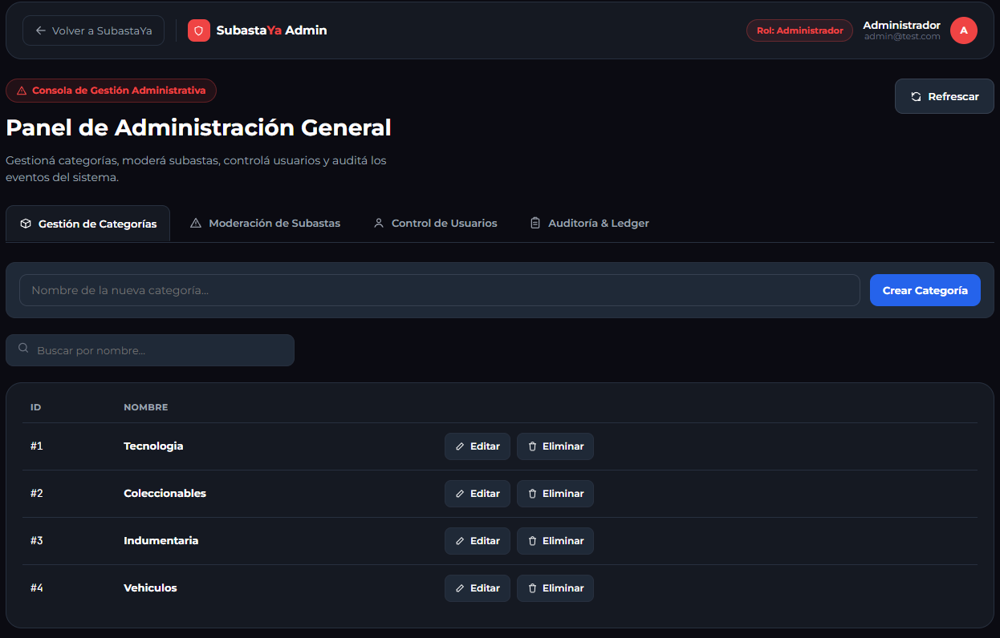 Volver a SubastaYa
SubastaYa Admin
Rol: Administrador
Administrador
admin@test.com
A
Consola de Gestión Administrativa
Refrescar
Panel de Administración General
Gestioná categorías, moderá subastas, controlá usuarios y auditá los
eventos del sistema.
Gestión de Categorías
Moderación de Subastas
Control de Usuarios
Auditoría & Ledger
Nombre de la nueva categoría...
Crear Categoría
Buscar por nombre...
ID NOMBRE
#1 Tecnologia Editar Eliminar
#2 Coleccionables Editar Eliminar
#3 Indumentaria Editar Eliminar
#4 Vehiculos Editar Eliminar